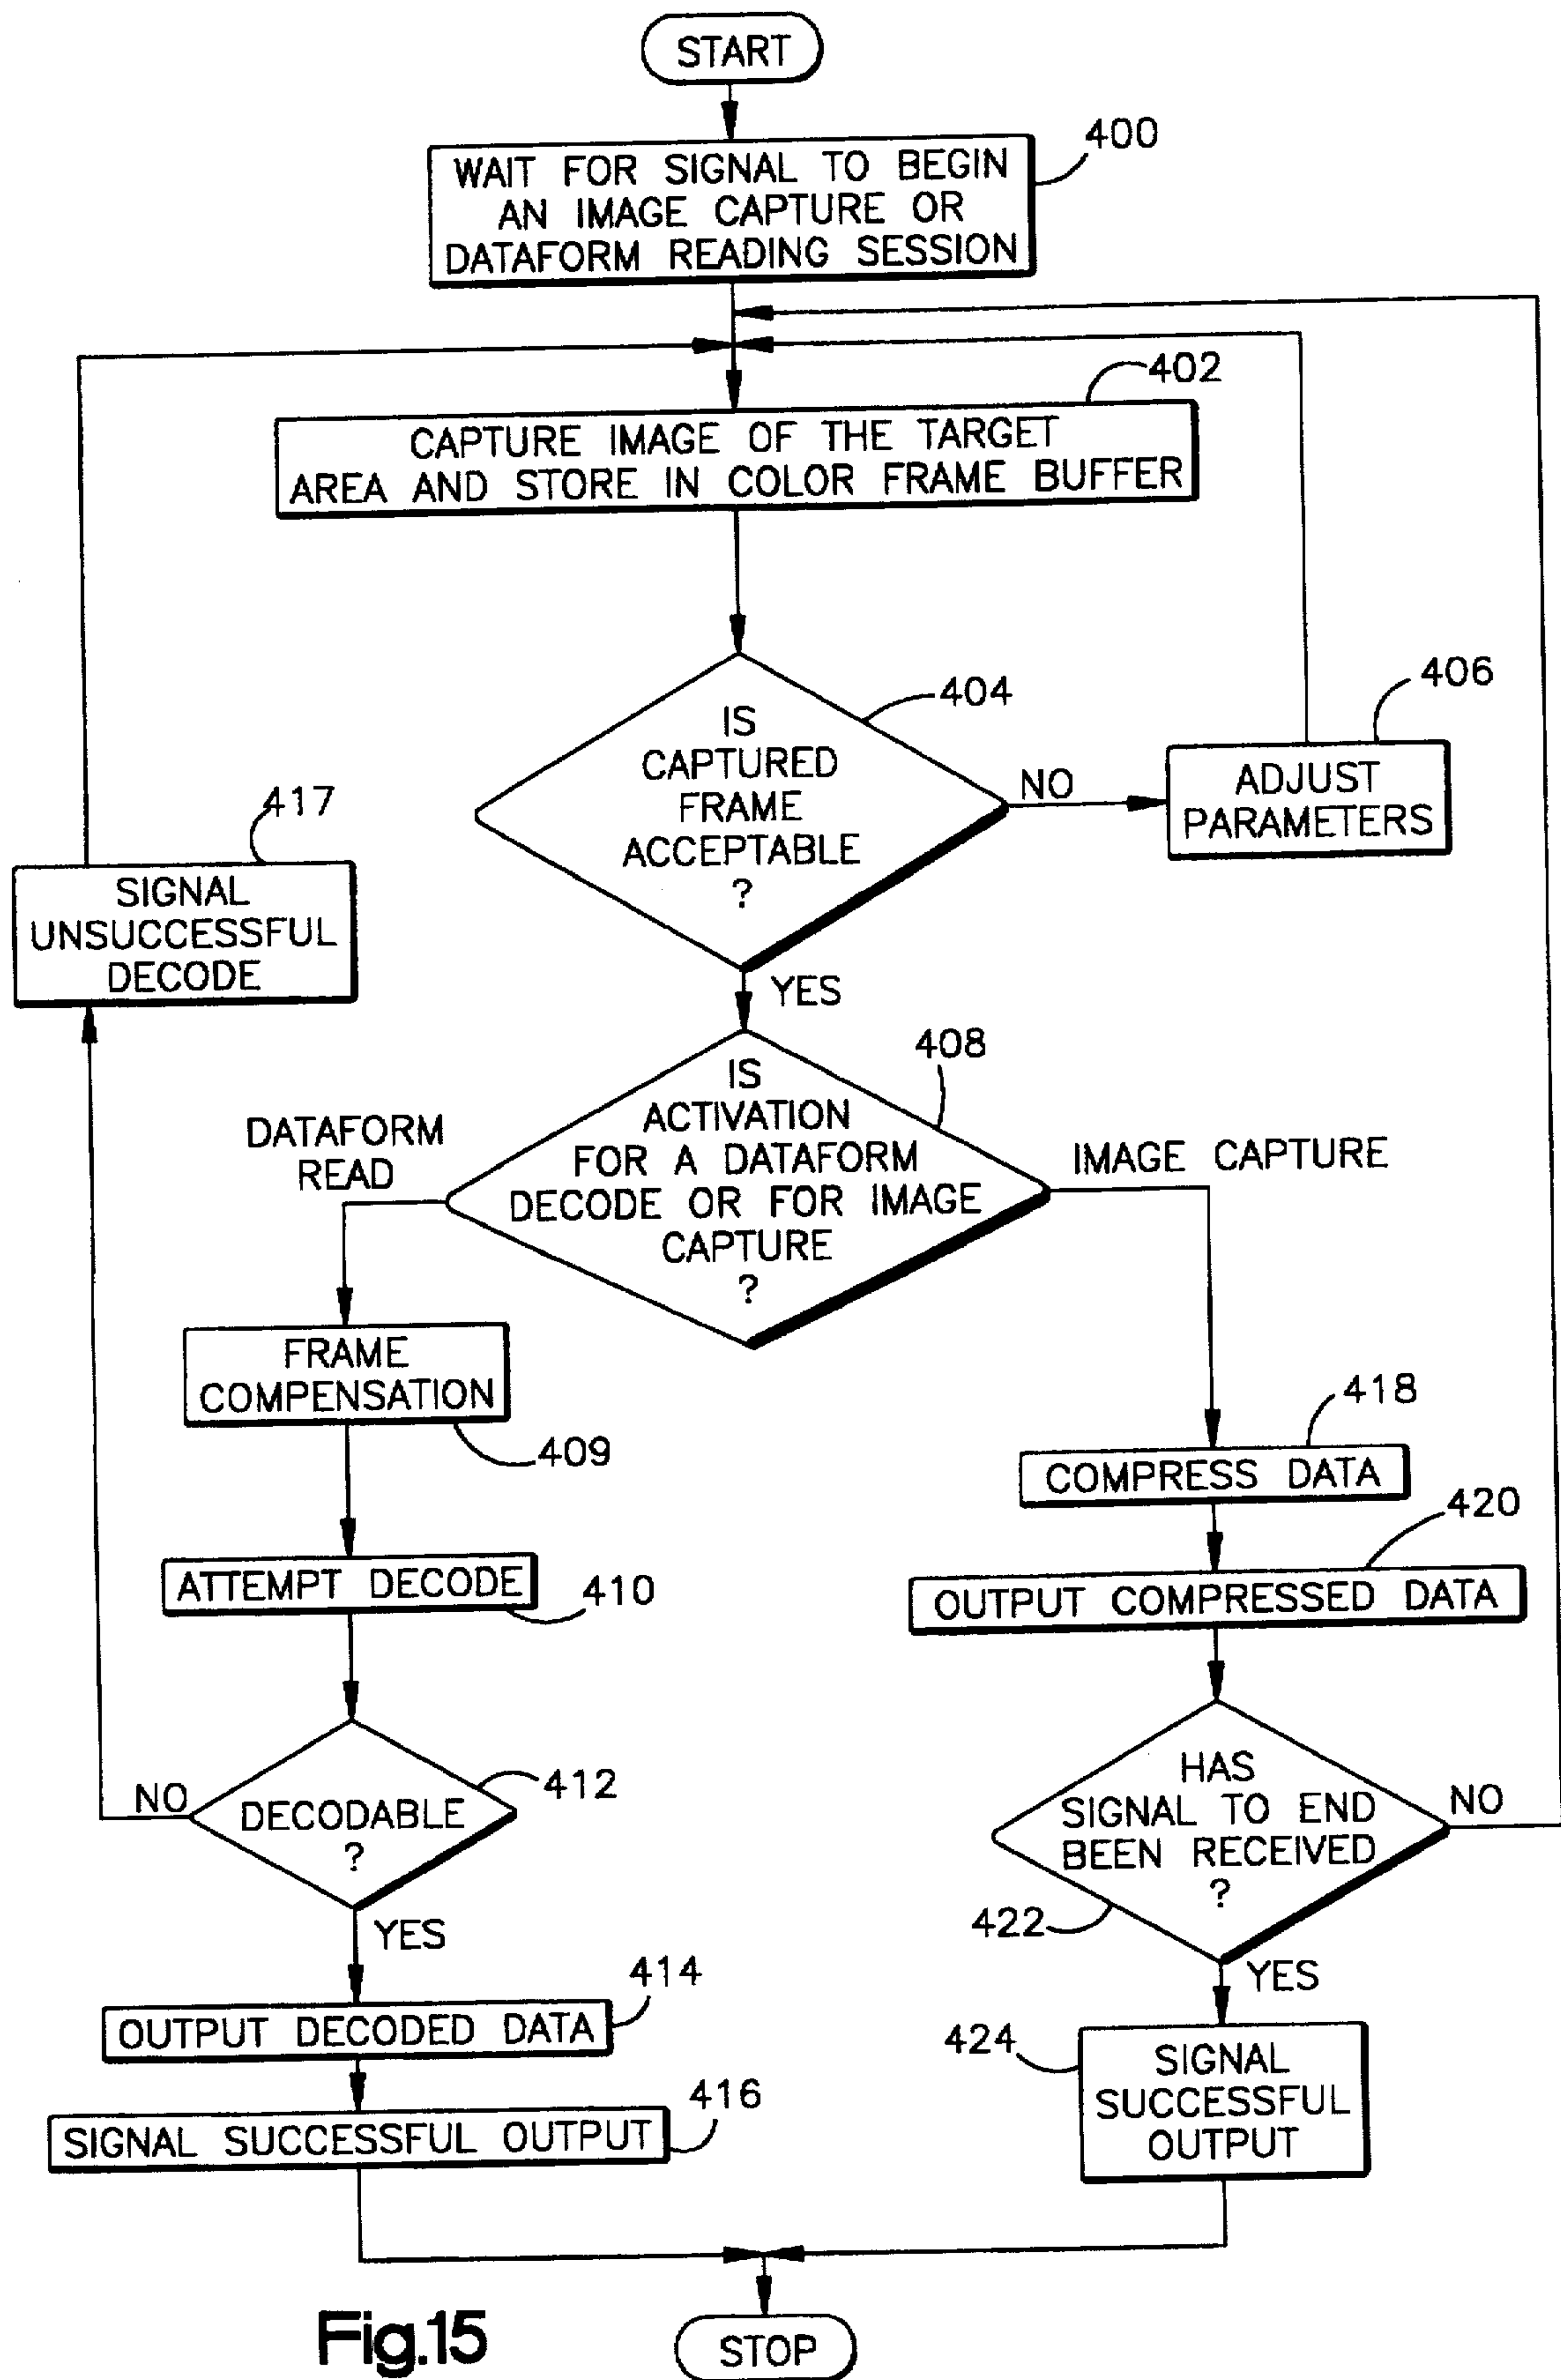 START
400
WAIT FOR SIGNAL TO BEGIN
AN IMAGE CAPTURE OR
DATAFORM READING SESSION
402
CAPTURE IMAGE OF THE TARGET
AREA AND STORE IN COLOR FRAME BUFFER
404
IS
CAPTURED
FRAME
ACCEPTABLE
?
NO
406
ADJUST
PARAMETERS
417
SIGNAL
UNSUCCESSFUL
DECODE
YES
408
IS
ACTIVATION
FOR A DATAFORM
DECODE OR FOR IMAGE
CAPTURE
?
DATAFORM
READ
IMAGE CAPTURE
FRAME
COMPENSATION
409
418
COMPRESS DATA
ATTEMPT DECODE
410
420
OUTPUT COMPRESSED DATA
412
DECODABLE
?
NO
HAS
SIGNAL TO END
BEEN RECEIVED
?
NO
422
YES
YES
414
OUTPUT DECODED DATA
416
SIGNAL SUCCESSFUL OUTPUT
424
SIGNAL
SUCCESSFUL
OUTPUT
Fig.15
STOP